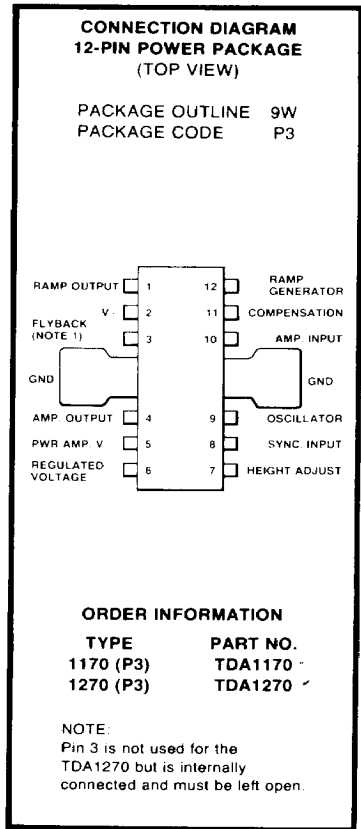 CONNECTION DIAGRAM
12-PIN POWER PACKAGE
(TOP VIEW)
PACKAGE OUTLINE 9W
PACKAGE CODE P3
RAMP OUTPUT 1 12 RAMP GENERATOR
V- 2 11 COMPENSATION
FLYBACK (NOTE 1) 3 10 AMP. INPUT
GND GND
AMP. OUTPUT 4 9 OSCILLATOR
PWR AMP. V 5 8 SYNC. INPUT
REGULATED VOLTAGE 6 7 HEIGHT ADJUST
ORDER INFORMATION
TYPE PART NO.
1170 (P3) TDA1170
1270 (P3) TDA1270
NOTE:
Pin 3 is not used for the
TDA1270 but is internally
connected and must be left open.